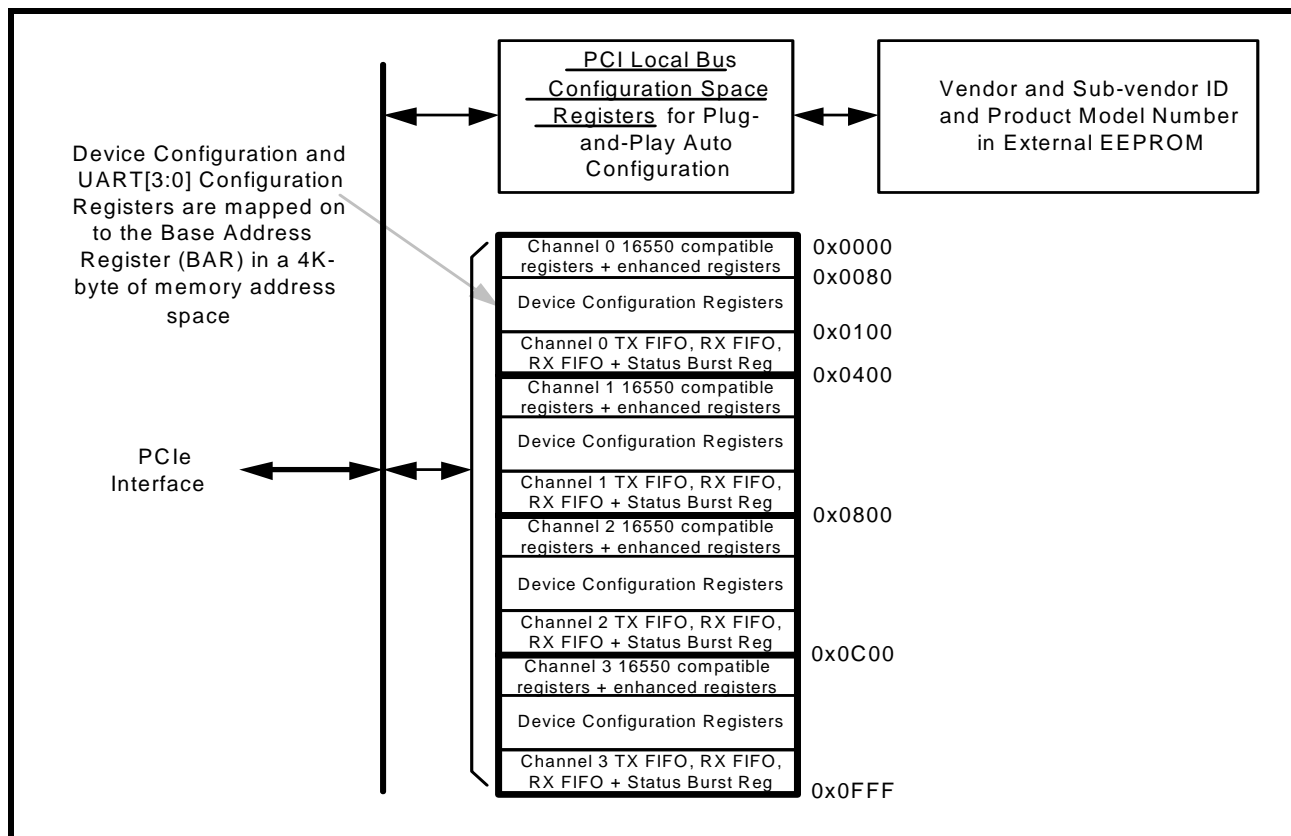 PCI Local Bus
Configuration Space
Registers for Plug-
and-Play Auto
Configuration
Vendor and Sub-vendor ID
and Product Model Number
in External EEPROM
Device Configuration and
UART[3:0] Configuration
Registers are mapped on
to the Base Address
Register (BAR) in a 4K-
byte of memory address
space
PCIe
Interface
Channel 0 16550 compatible
registers + enhanced registers
0x0000
0x0080
Device Configuration Registers
0x0100
Channel 0 TX FIFO, RX FIFO,
RX FIFO + Status Burst Reg
0x0400
Channel 1 16550 compatible
registers + enhanced registers
Device Configuration Registers
Channel 1 TX FIFO, RX FIFO,
RX FIFO + Status Burst Reg
0x0800
Channel 2 16550 compatible
registers + enhanced registers
Device Configuration Registers
Channel 2 TX FIFO, RX FIFO,
RX FIFO + Status Burst Reg
0x0C00
Channel 3 16550 compatible
registers + enhanced registers
Device Configuration Registers
Channel 3 TX FIFO, RX FIFO,
RX FIFO + Status Burst Reg
0x0FFF